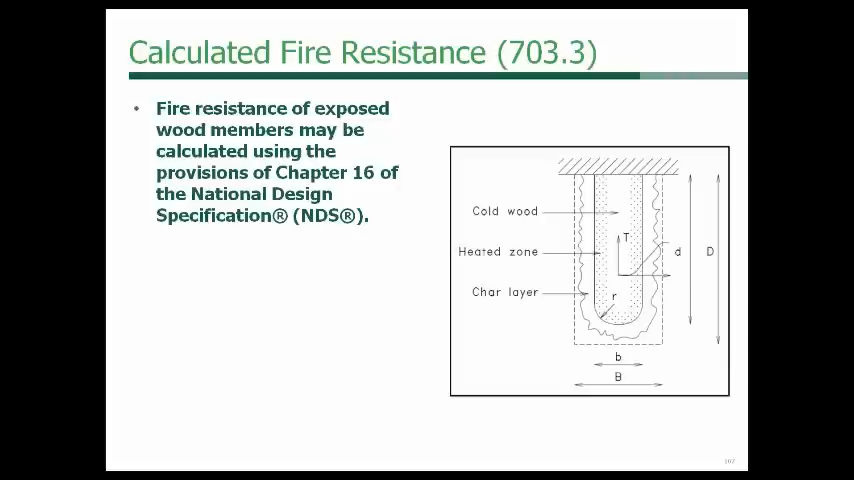 Calculated Fire Resistance (703.3)
• Fire resistance of exposed
wood members may be
calculated using the
provisions of Chapter 16 of
the National Design
Specification® (NDS®).
Cold wood
T
Heated zone
d
D
Char layer
r
b
B
107